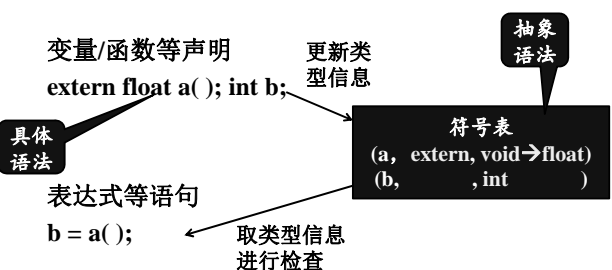 变量/函数等声明
extern float a( ); int b;
更新类
型信息
抽象
语法
具体
语法
符号表
(a，extern, void→float)
(b, , int )
表达式等语句
b = a( );
取类型信息
进行检查